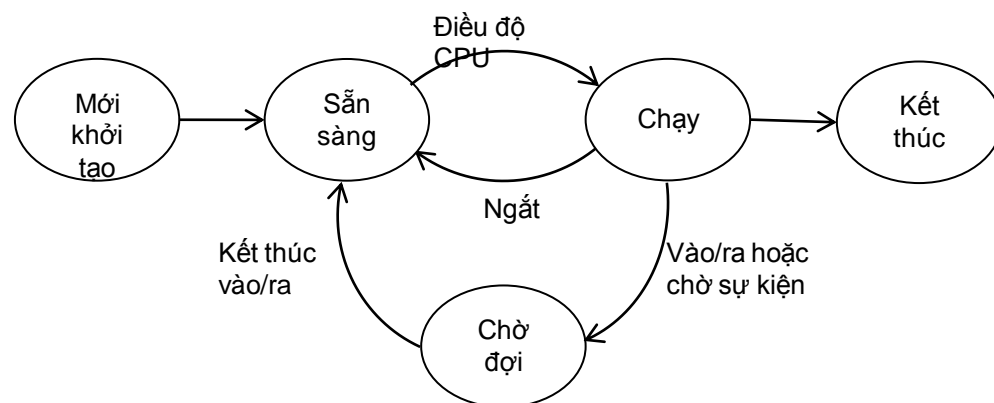 Điều độ
CPU
Mới
khởi
tạo
Sẵn
sàng
Chạy
Kết
thúc
Ngắt
Kết thúc
vào/ra
Vào/ra hoặc
chờ sự kiện
Chờ
đợi